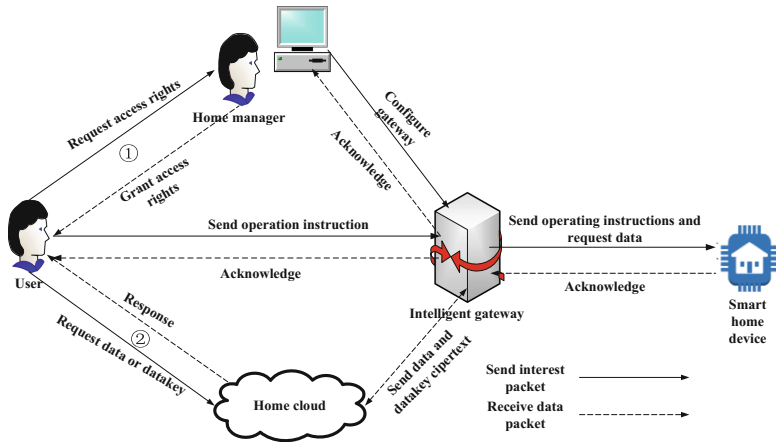 Request access rights
Home manager
①
Grant access
rights
Configure
gateway
Acknowledge
Send operation instruction
Send operating instructions and
request data
Acknowledge
Acknowledge
User
Intelligent gateway
Smart
home
device
Response
②
Request data or datakey
Send data and
datakey cipertext
Home cloud
Send interest
packet
Receive data
packet